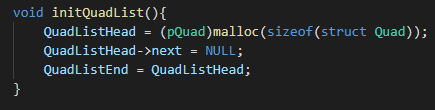 void initQuadList(){
    QuadListHead = (pQuad)malloc(sizeof(struct Quad));
    QuadListHead->next = NULL;
    QuadListEnd = QuadListHead;
}